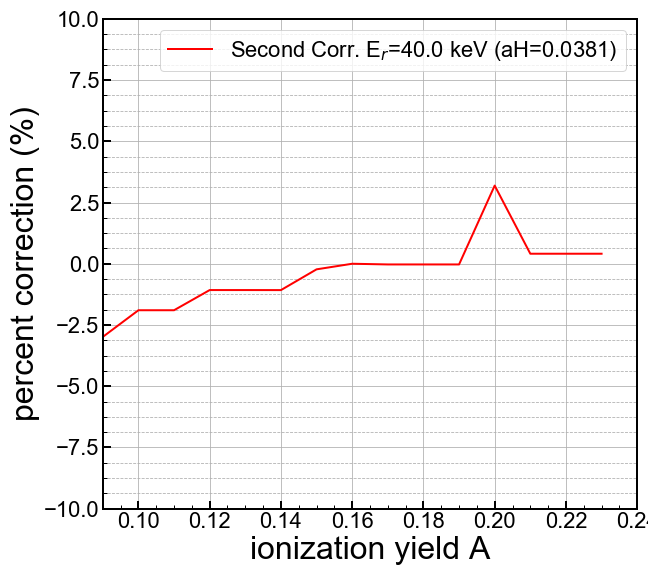 Second Corr. Eᵣ=40.0 keV (aH=0.0381)
percent correction (%)
10.0
7.5
5.0
2.5
0.0
−2.5
−5.0
−7.5
−10.0
0.10 0.12 0.14 0.16 0.18 0.20 0.22 0.24
ionization yield A